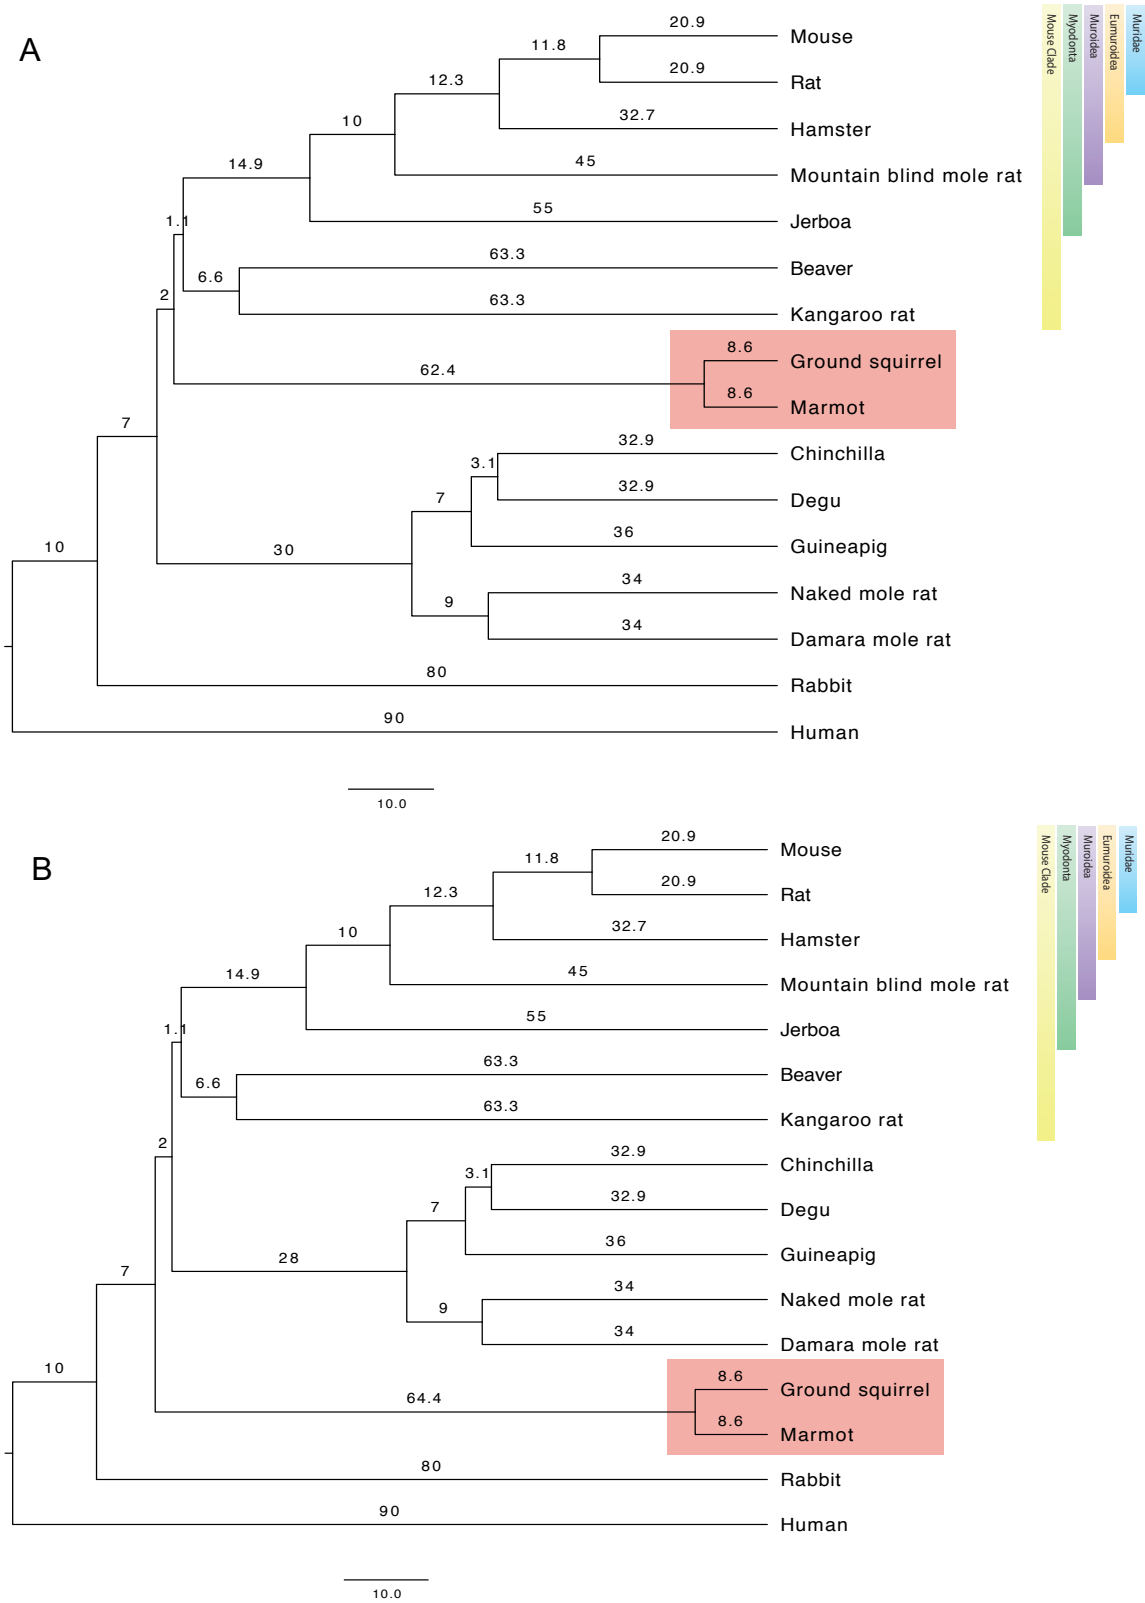 A
20.9
Mouse
11.8
20.9
Rat
12.3
32.7
Hamster
10
45
Mountain blind mole rat
14.9
55
Jerboa
1.1
63.3
Beaver
6.6
63.3
Kangaroo rat
2
8.6
Ground squirrel
62.4
8.6
Marmot
7
32.9
Chinchilla
3.1
32.9
Degu
7
36
Guineapig
10
30
34
Naked mole rat
9
34
Damara mole rat
80
Rabbit
90
Human
10.0
Mouse Clade
Myodonta
Muroidea
Eumuroidea
Muridae
B
20.9
Mouse
11.8
20.9
Rat
12.3
32.7
Hamster
10
45
Mountain blind mole rat
14.9
55
Jerboa
1.1
63.3
Beaver
6.6
63.3
Kangaroo rat
2
32.9
Chinchilla
3.1
32.9
Degu
7
36
Guineapig
7
28
34
Naked mole rat
9
34
Damara mole rat
10
8.6
Ground squirrel
64.4
8.6
Marmot
80
Rabbit
90
Human
10.0
Mouse Clade
Myodonta
Muroidea
Eumuroidea
Muridae